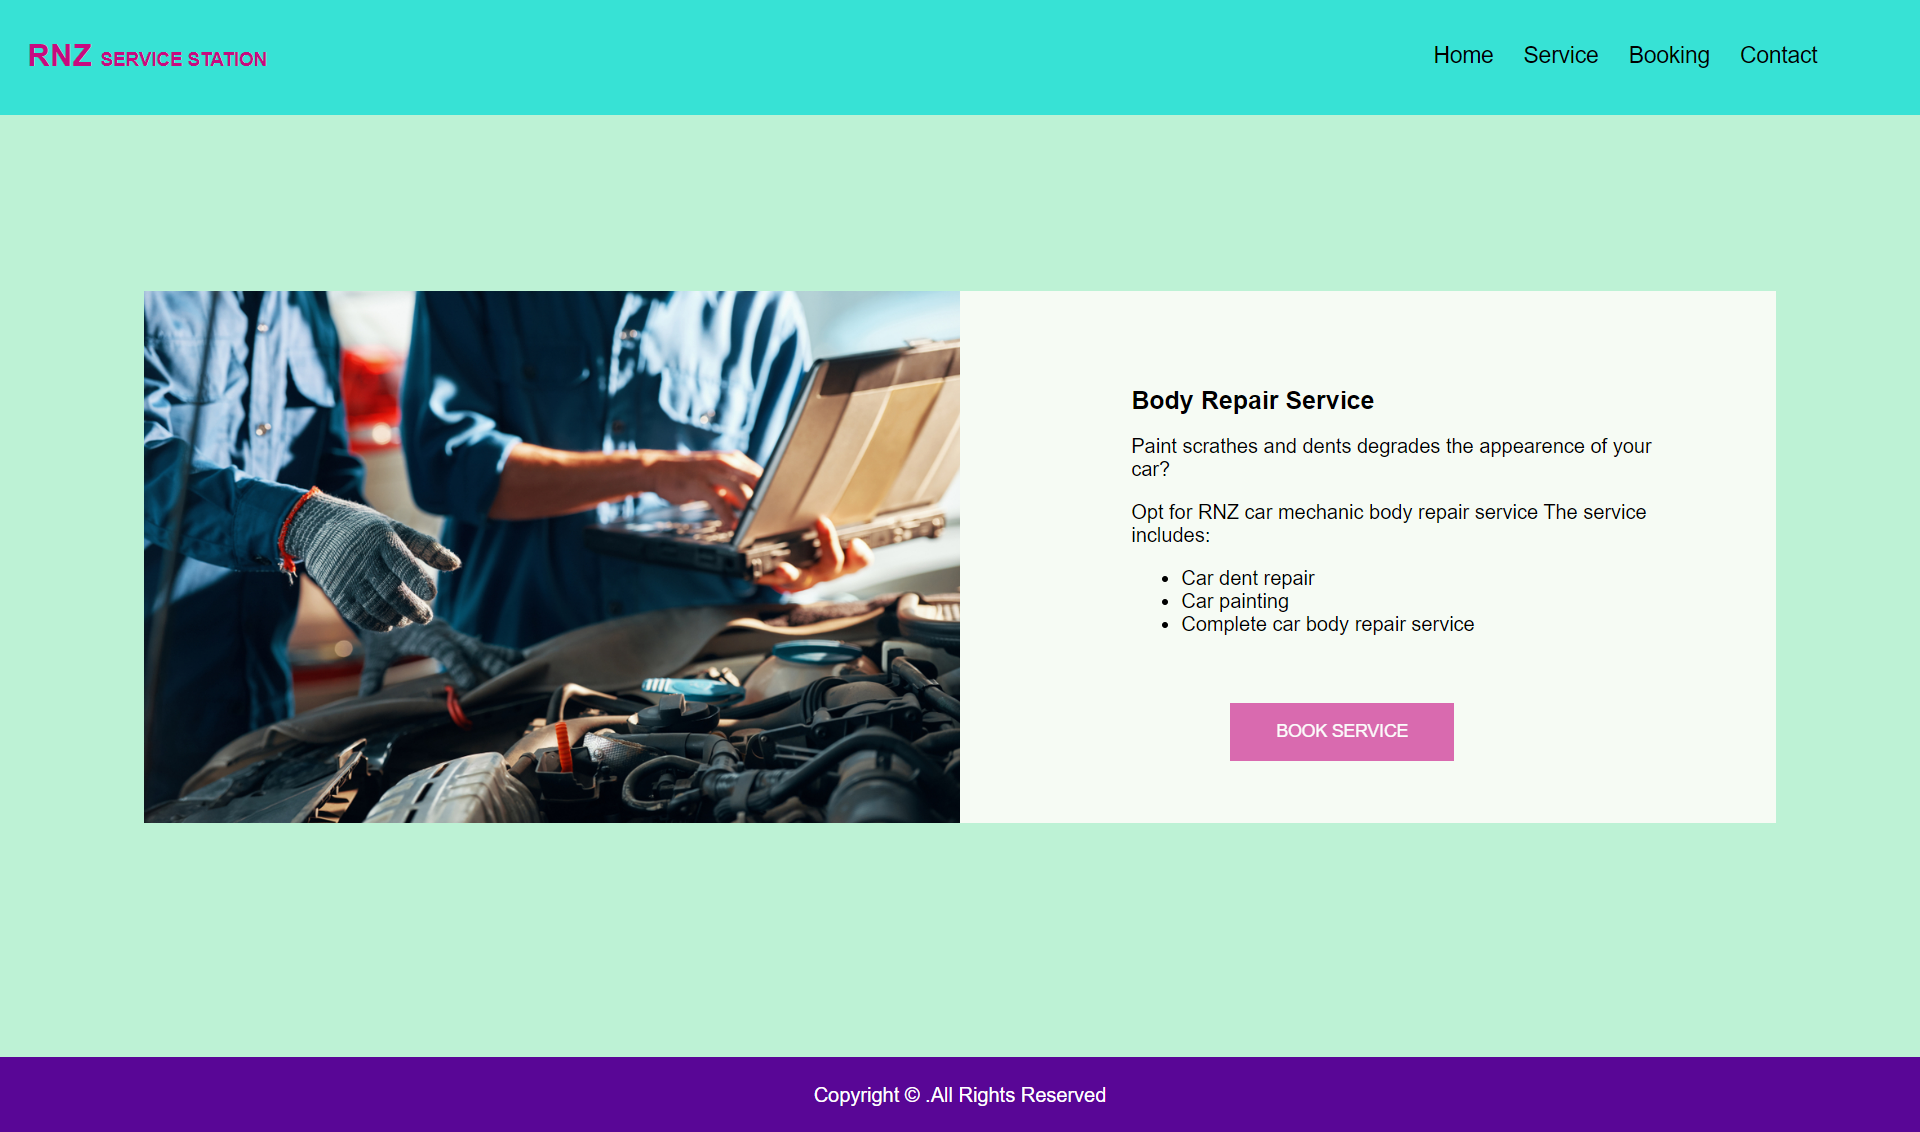 RNZ SERVICE STATION
Home Service Booking Contact
Body Repair Service
Paint scrathes and dents degrades the appearence of your
car?
Opt for RNZ car mechanic body repair service The service
includes:
• Car dent repair
• Car painting
• Complete car body repair service
BOOK SERVICE
Copyright © .All Rights Reserved